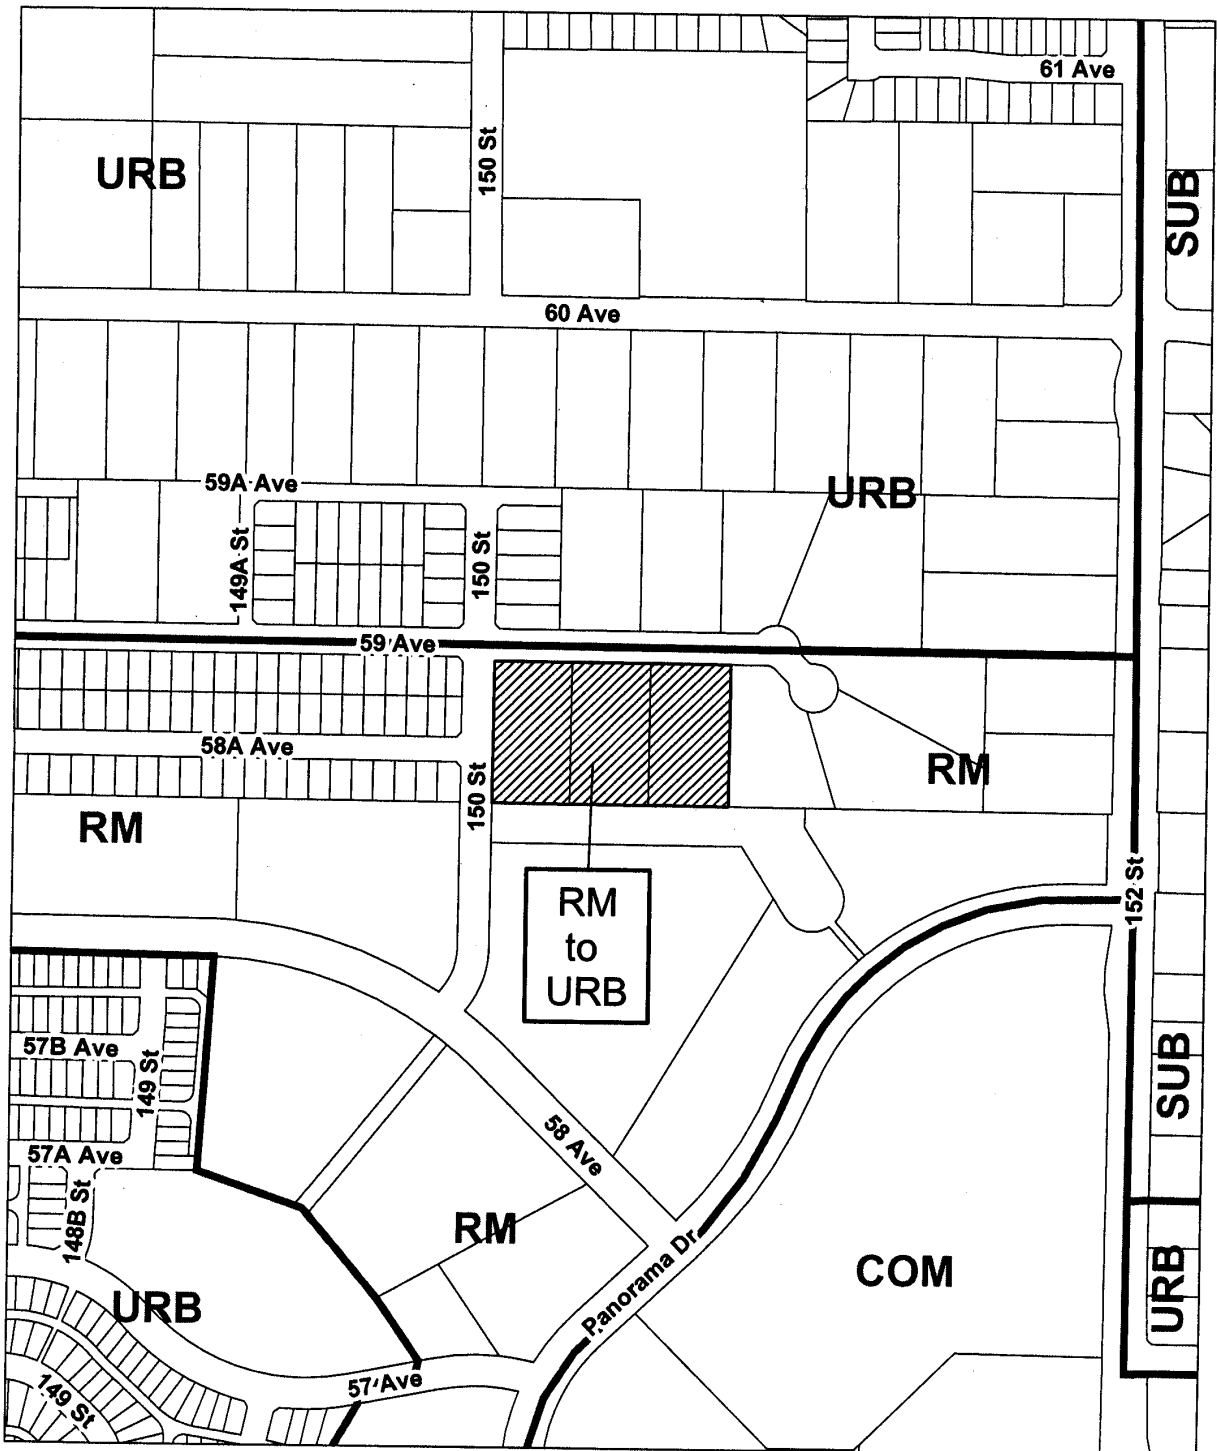 61 Ave
150 St
URB
SUB
60 Ave
59A Ave
URB
149A St
150 St
59 Ave
58A Ave
RM
150 St
RM
152 St
RM
to
URB
57B Ave
149 St
SUB
58 Ave
57A Ave
148B St
RM
COM
URB
URB
Panorama Dr
57 Ave
149 St